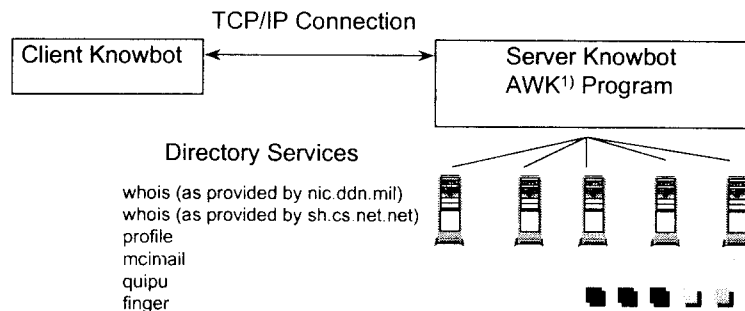 TCP/IP Connection
Client Knowbot
Server Knowbot
AWK1) Program
Directory Services
whois (as provided by nic.ddn.mil)
whois (as provided by sh.cs.net.net)
profile
mcimail
quipu
finger